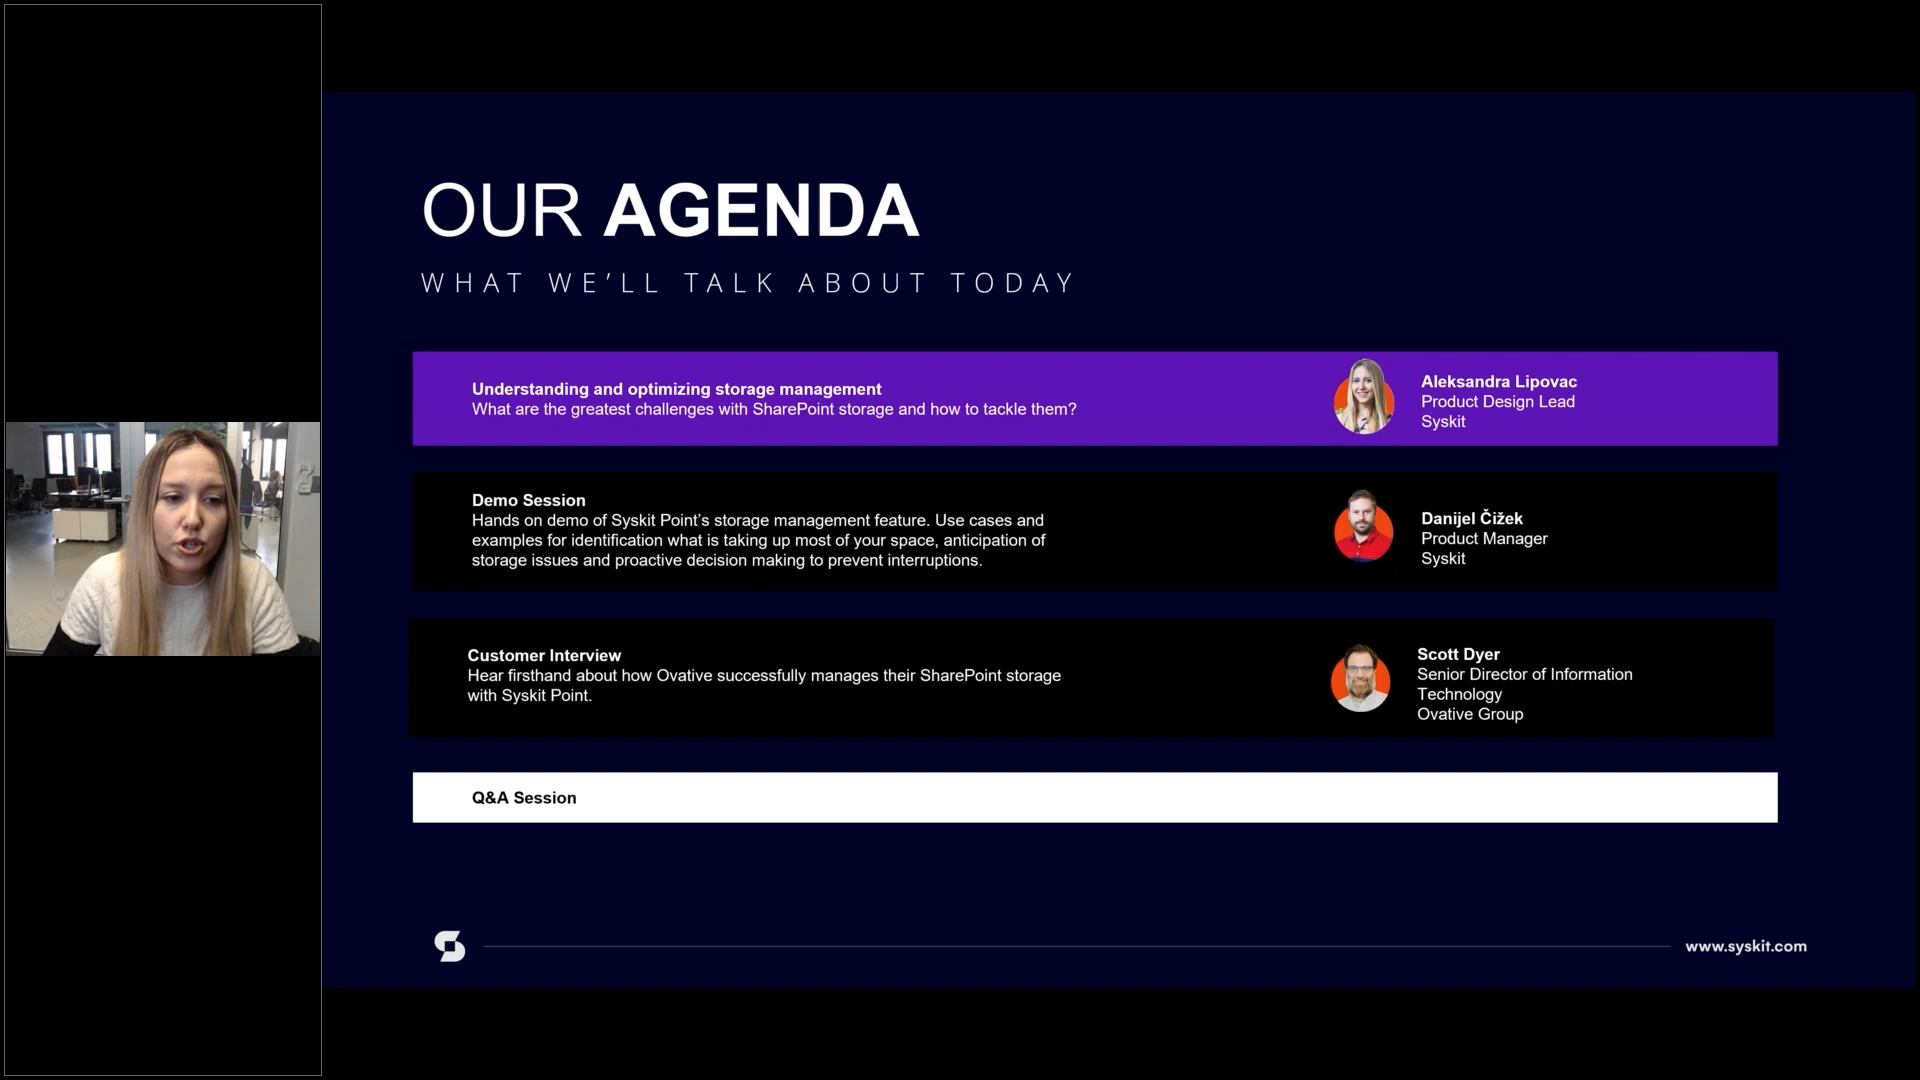 OUR AGENDA
WHAT WE’LL TALK ABOUT TODAY
Understanding and optimizing storage management
What are the greatest challenges with SharePoint storage and how to tackle them?
Aleksandra Lipovac
Product Design Lead
Syskit
Demo Session
Hands on demo of Syskit Point’s storage management feature. Use cases and
examples for identification what is taking up most of your space, anticipation of
storage issues and proactive decision making to prevent interruptions.
Danijel Čižek
Product Manager
Syskit
Customer Interview
Hear firsthand about how Ovative successfully manages their SharePoint storage
with Syskit Point.
Scott Dyer
Senior Director of Information
Technology
Ovative Group
Q&A Session
www.syskit.com